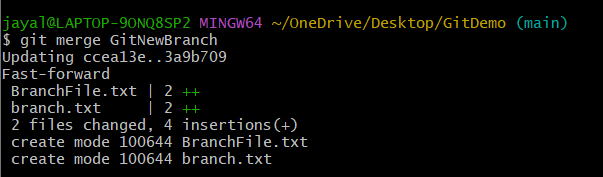 jayal@LAPTOP-9ONQ8SP2 MINGW64 ~/OneDrive/Desktop/GitDemo (main)
$ git merge GitNewBranch
Updating ccea13e..3a9b709
Fast-forward
 BranchFile.txt | 2 ++
 branch.txt     | 2 ++
 2 files changed, 4 insertions(+)
 create mode 100644 BranchFile.txt
 create mode 100644 branch.txt